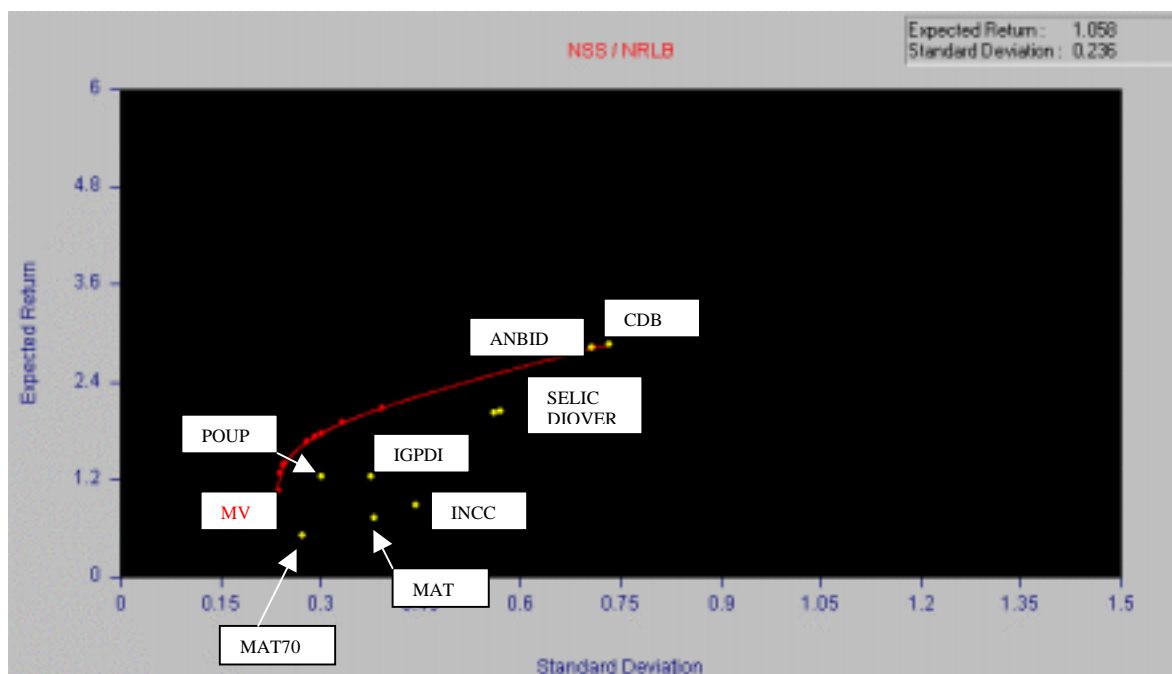 Expected Return : 1.058
Standard Deviation : 0.236
NSS / NRLB
6
4.8
3.6
2.4
1.2
0
Expected Return
CDB
ANBID
SELIC
DIOVER
POUP
IGPDI
MV
INCC
MAT
MAT70
0 0.15 0.3 0.6 0.75 0.9 1.05 1.2 1.35 1.5
Standard Deviation